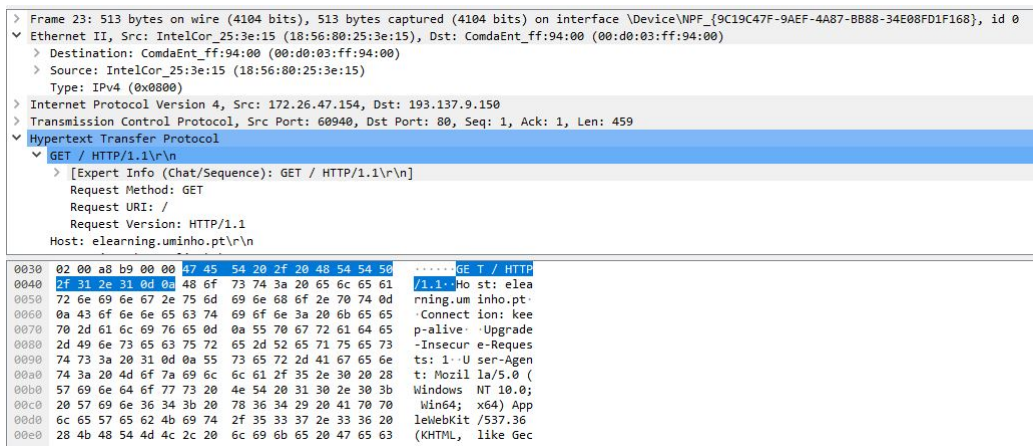 > Frame 23: 513 bytes on wire (4104 bits), 513 bytes captured (4104 bits) on interface \Device\NPF_{9C19C47F-9AEF-4A87-BB88-34E08FD1F168}, id 0
Ethernet II, Src: IntelCor_25:3e:15 (18:56:80:25:3e:15), Dst: ComdaEnt_ff:94:00 (00:d0:03:ff:94:00)
> Destination: ComdaEnt_ff:94:00 (00:d0:03:ff:94:00)
> Source: IntelCor_25:3e:15 (18:56:80:25:3e:15)
Type: IPv4 (0x0800)
> Internet Protocol Version 4, Src: 172.26.47.154, Dst: 193.137.9.150
> Transmission Control Protocol, Src Port: 60940, Dst Port: 80, Seq: 1, Ack: 1, Len: 459
Hypertext Transfer Protocol
GET / HTTP/1.1\r\n
> [Expert Info (Chat/Sequence): GET / HTTP/1.1\r\n]
Request Method: GET
Request URI: /
Request Version: HTTP/1.1
Host: elearning.uminho.pt\r\n
0030 02 00 a8 b9 00 00 47 45 54 20 2f 20 48 54 54 50 ······GE T / HTTP
0040 2f 31 2e 31 0d 0a 48 6f 73 74 3a 20 65 6c 65 61 /1.1··Ho st: elea
0050 72 6e 69 6e 67 2e 75 6d 69 6e 68 6f 2e 70 74 0d rning.um inho.pt·
0060 0a 43 6f 6e 6e 65 63 74 69 6f 6e 3a 20 6b 65 65 ·Connect ion: kee
0070 70 2d 61 6c 69 76 65 0d 0a 55 70 67 72 61 64 65 p-alive· ·Upgrade
0080 2d 49 6e 73 65 63 75 72 65 2d 52 65 71 75 65 73 -Insecur e-Reques
0090 74 73 3a 20 31 0d 0a 55 73 65 72 2d 41 67 65 6e ts: 1··U ser-Agen
00a0 74 3a 20 4d 6f 7a 69 6c 6c 61 2f 35 2e 30 20 28 t: Mozil la/5.0 (
00b0 57 69 6e 64 6f 77 73 20 4e 54 20 31 30 2e 30 3b Windows NT 10.0;
00c0 20 57 69 6e 36 34 3b 20 78 36 34 29 20 41 70 70 Win64; x64) App
00d0 6c 65 57 65 62 4b 69 74 2f 35 33 37 2e 33 36 20 leWebKit /537.36
00e0 28 4b 48 54 4d 4c 2c 20 6c 69 6b 65 20 47 65 63 (KHTML, like Gec